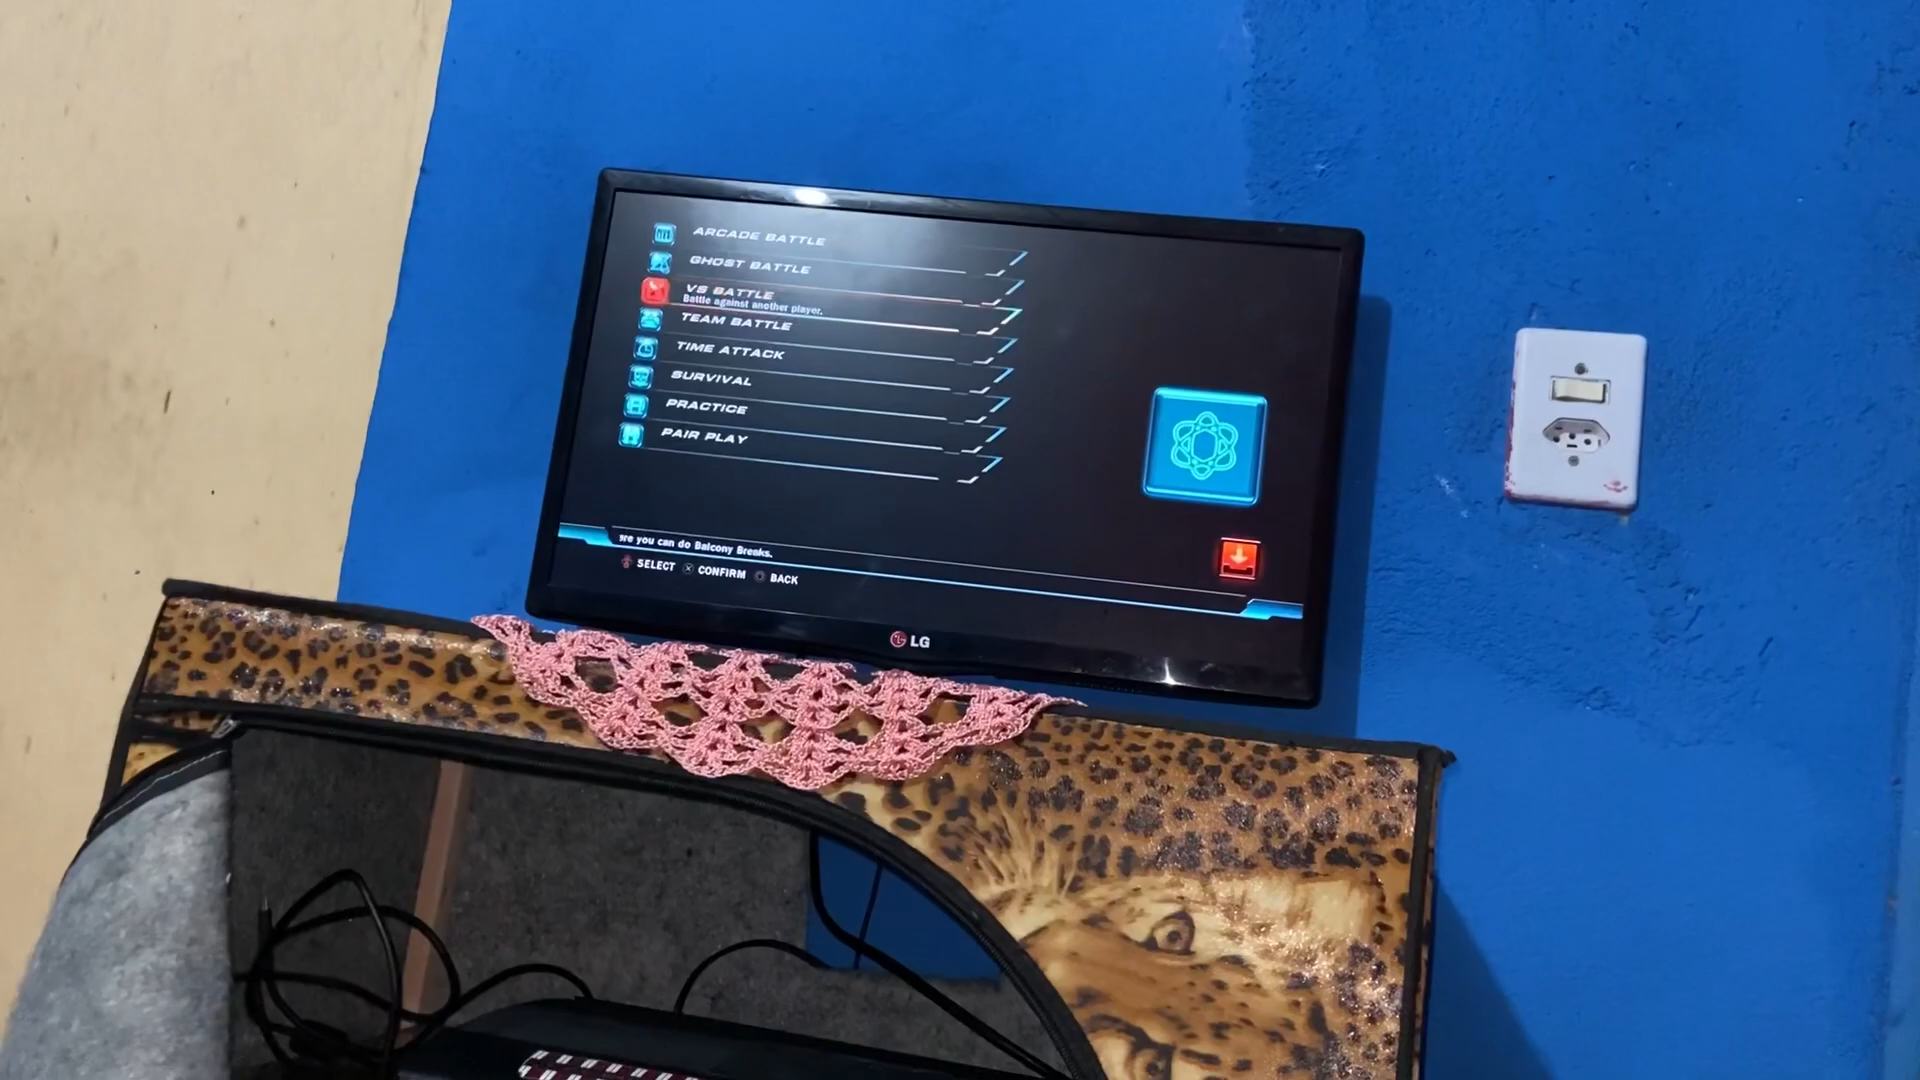 ARCADE BATTLE
GHOST BATTLE
VS BATTLE
Battle against another player.
TEAM BATTLE
TIME ATTACK
SURVIVAL
PRACTICE
PAIR PLAY
ere you can do Balcony Breaks.
SELECT CONFIRM BACK
LG